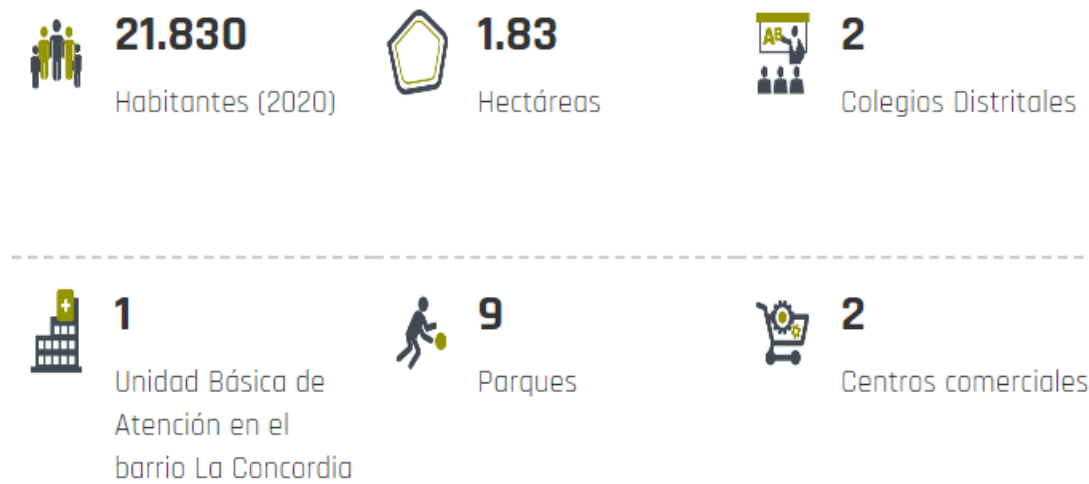 21.830
Habitantes (2020)
1.83
Hectáreas
AB
2
Colegios Distritales
1
Unidad Básica de
Atención en el
barrio La Concordia
9
Parques
2
Centros comerciales